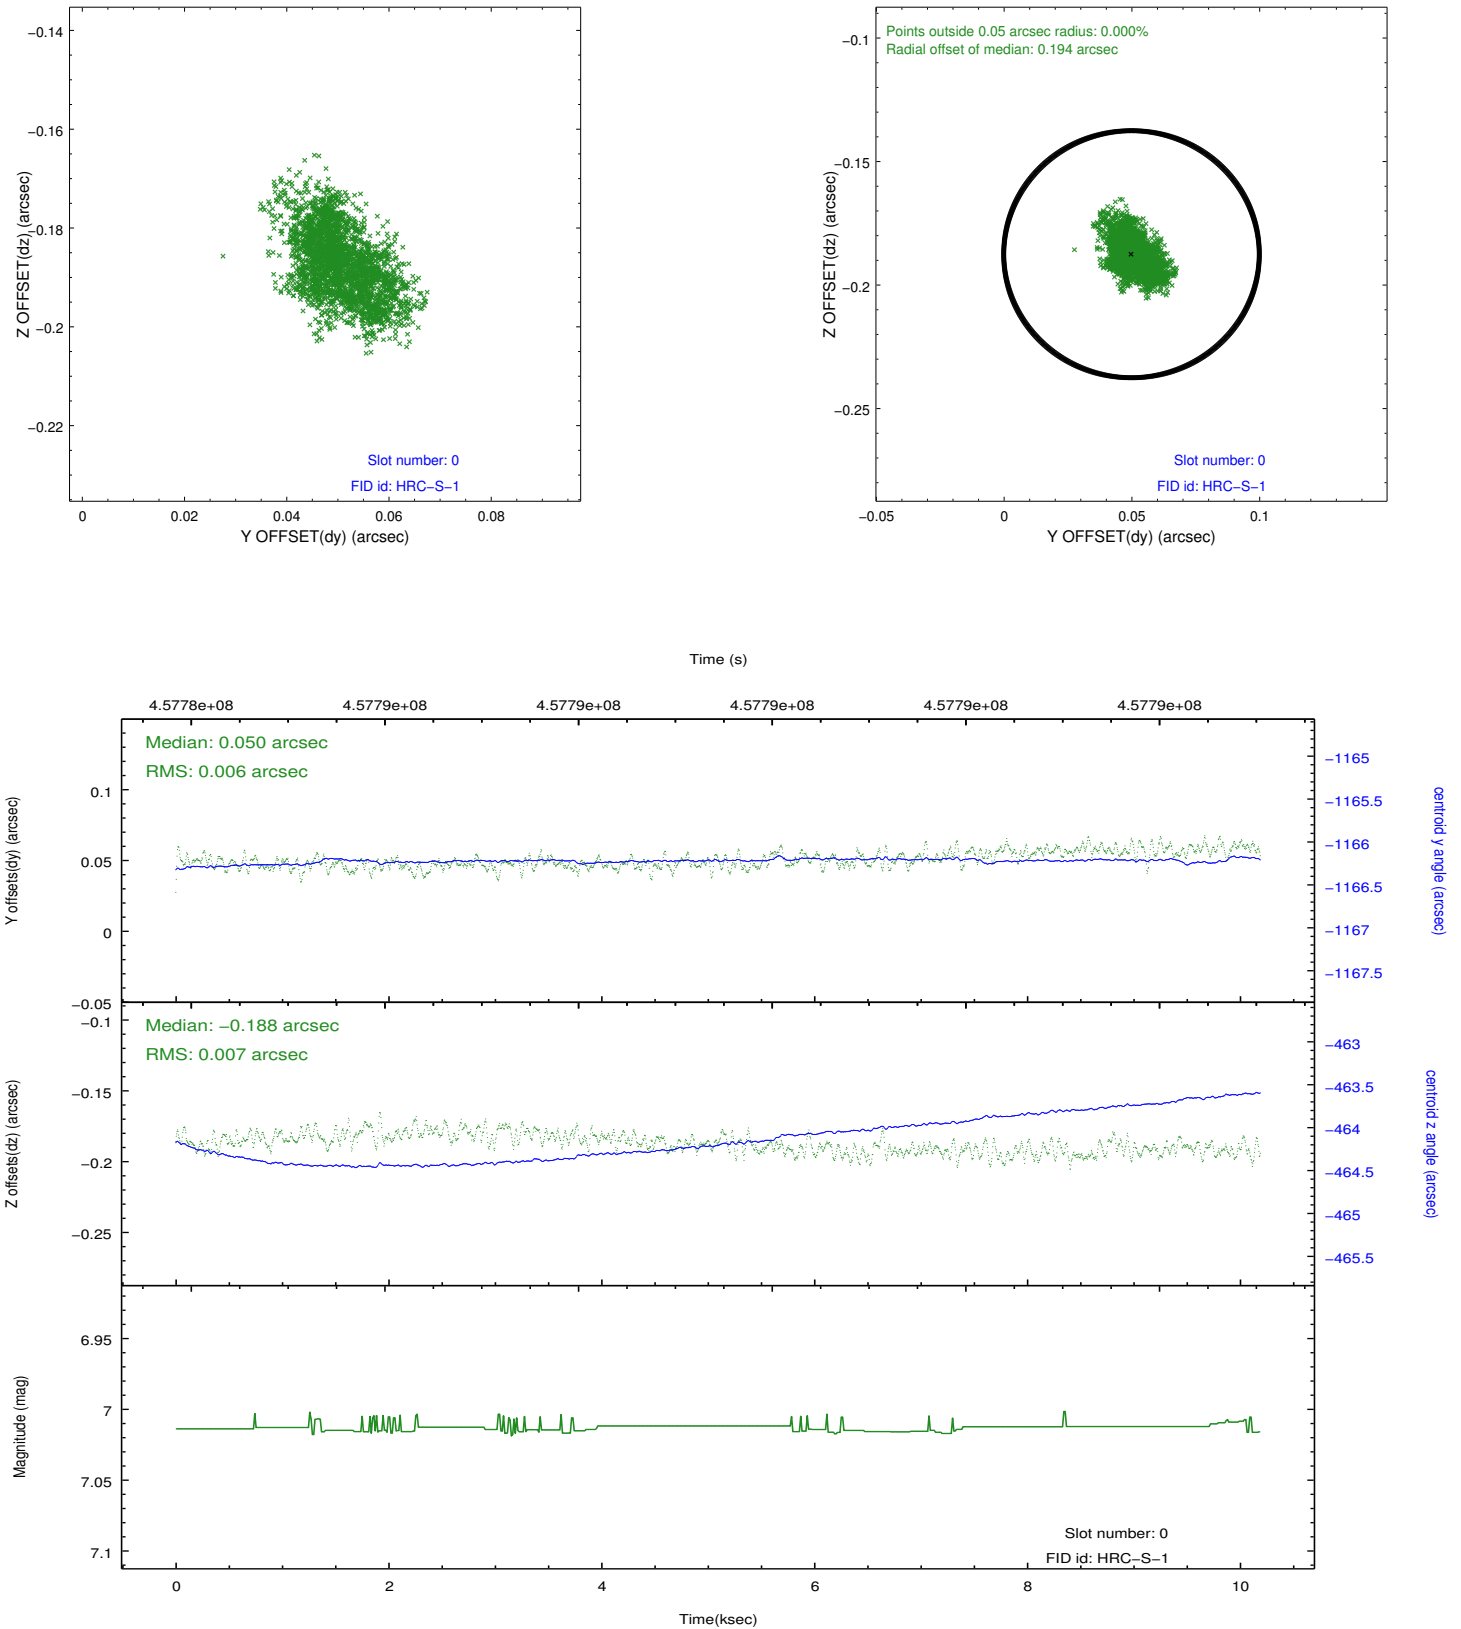 −0.14
−0.16
−0.18
−0.2
−0.22
Z OFFSET(dz) (arcsec)
Slot number: 0
FID id: HRC−S−1
0
0.02
0.04
0.06
0.08
Y OFFSET(dy) (arcsec)
Points outside 0.05 arcsec radius: 0.000%
Radial offset of median: 0.194 arcsec
−0.1
−0.15
−0.2
−0.25
Z OFFSET(dz) (arcsec)
Slot number: 0
FID id: HRC−S−1
−0.05
0
0.05
0.1
Y OFFSET(dy) (arcsec)
Time (s)
4.5778e+08
4.5779e+08
4.5779e+08
4.5779e+08
4.5779e+08
4.5779e+08
Median: 0.050 arcsec
RMS: 0.006 arcsec
0.1
0.05
0
−0.05
Y offsets(dy) (arcsec)
−1165
−1165.5
−1166
−1166.5
−1167
−1167.5
centroid y angle (arcsec)
Median: −0.188 arcsec
RMS: 0.007 arcsec
−0.1
−0.15
−0.2
−0.25
Z offsets(dz) (arcsec)
−463
−463.5
−464
−464.5
−465
−465.5
centroid z angle (arcsec)
6.95
7
7.05
7.1
Magnitude (mag)
Slot number: 0
FID id: HRC−S−1
0
2
4
6
8
10
Time(ksec)